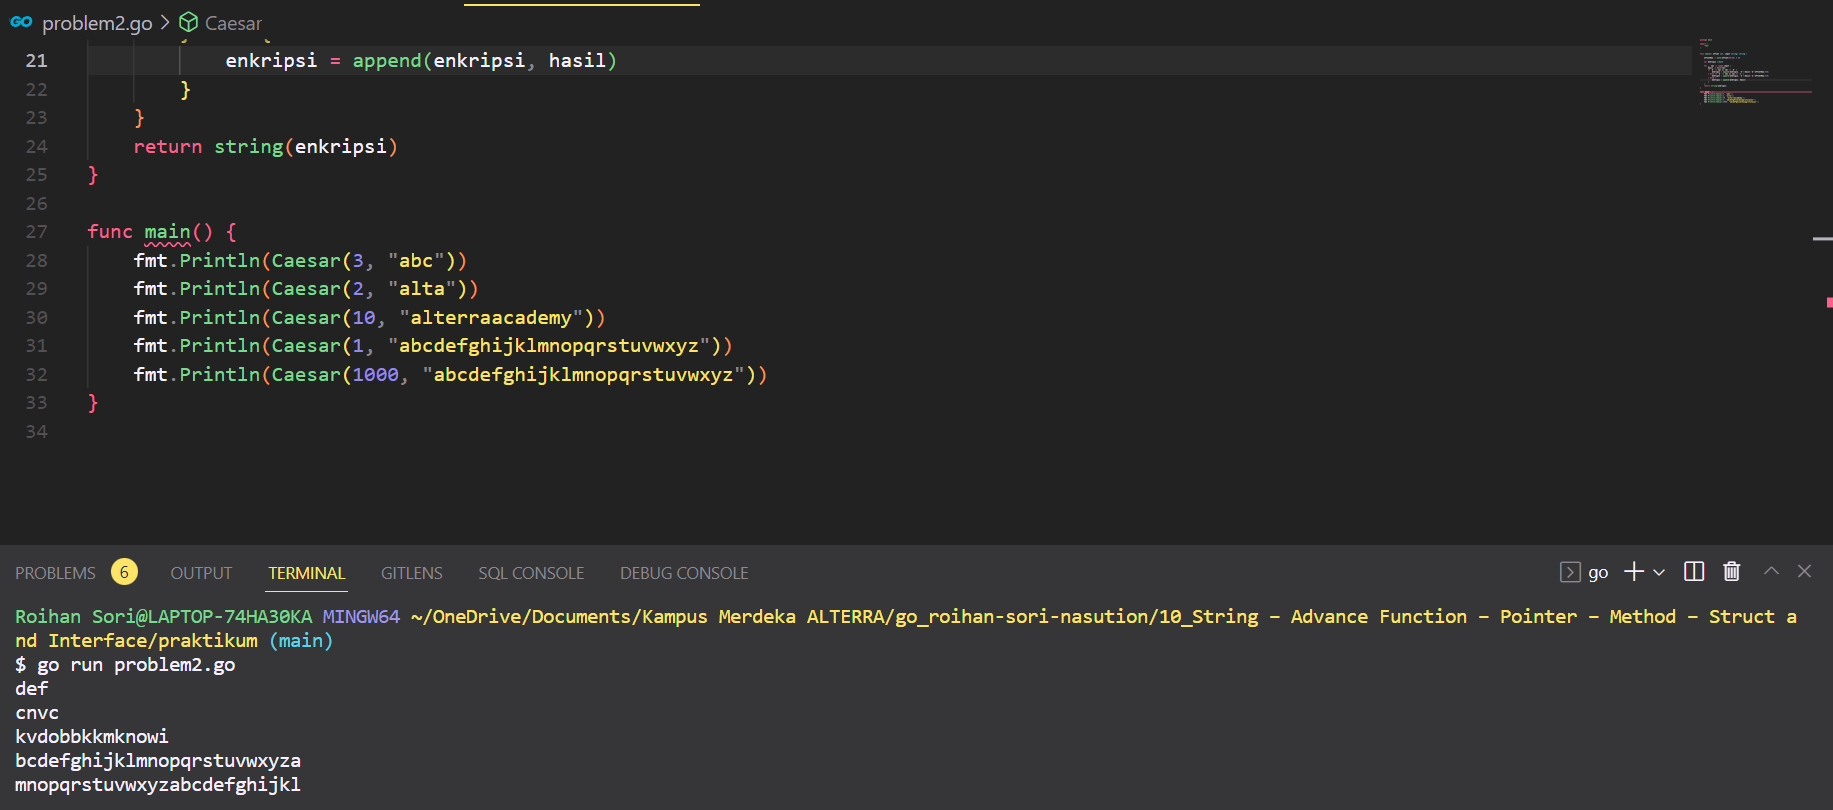 GO problem2.go > Caesar
21 enkripsi = append(enkripsi, hasil)
22 }
23 }
24 return string(enkripsi)
25 }
26
27 func main() {
28 fmt.Println(Caesar(3, "abc"))
29 fmt.Println(Caesar(2, "alta"))
30 fmt.Println(Caesar(10, "alterraacademy"))
31 fmt.Println(Caesar(1, "abcdefghijklmnopqrstuvwxyz"))
32 fmt.Println(Caesar(1000, "abcdefghijklmnopqrstuvwxyz"))
33 }
34
PROBLEMS 6 OUTPUT TERMINAL GITLENS SQL CONSOLE DEBUG CONSOLE go
Roihan Sori@LAPTOP-74HA30KA MINGW64 ~/OneDrive/Documents/Kampus Merdeka ALTERRA/go_roihan-sori-nasution/10_String – Advance Function – Pointer – Method – Struct a
nd Interface/praktikum (main)
$ go run problem2.go
def
cnvc
kvdobbkkmknowi
bcdefghijklmnopqrstuvwxyza
mnopqrstuvwxyzabcdefghijkl